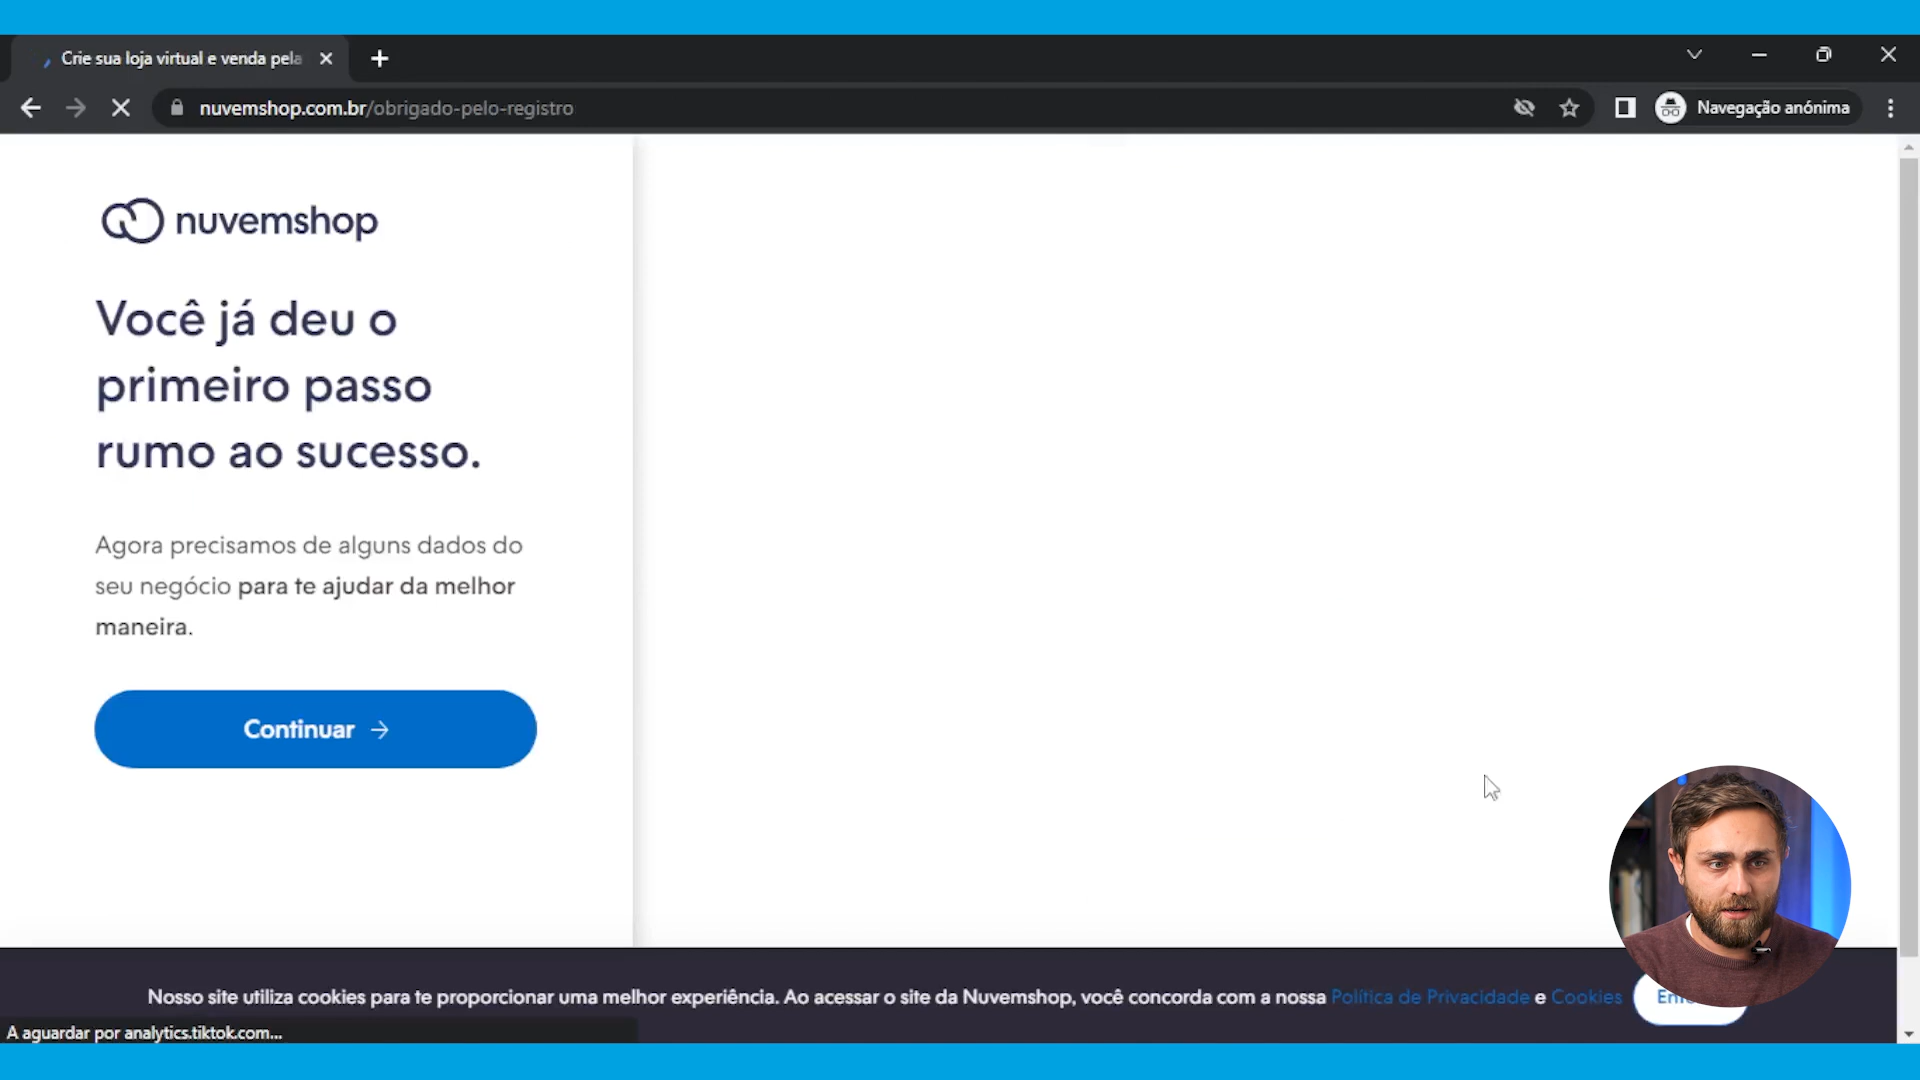 Crie sua loja virtual e venda pela
nuvemshop.com.br/obrigado-pelo-registro
Navegação anónima
nuvemshop
Você já deu o
primeiro passo
rumo ao sucesso.
Agora precisamos de alguns dados do
seu negócio para te ajudar da melhor
maneira.
Continuar →
Nosso site utiliza cookies para te proporcionar uma melhor experiência. Ao acessar o site da Nuvemshop, você concorda com a nossa Política de Privacidade e Cookies
A aguardar por analytics.tiktok.com...